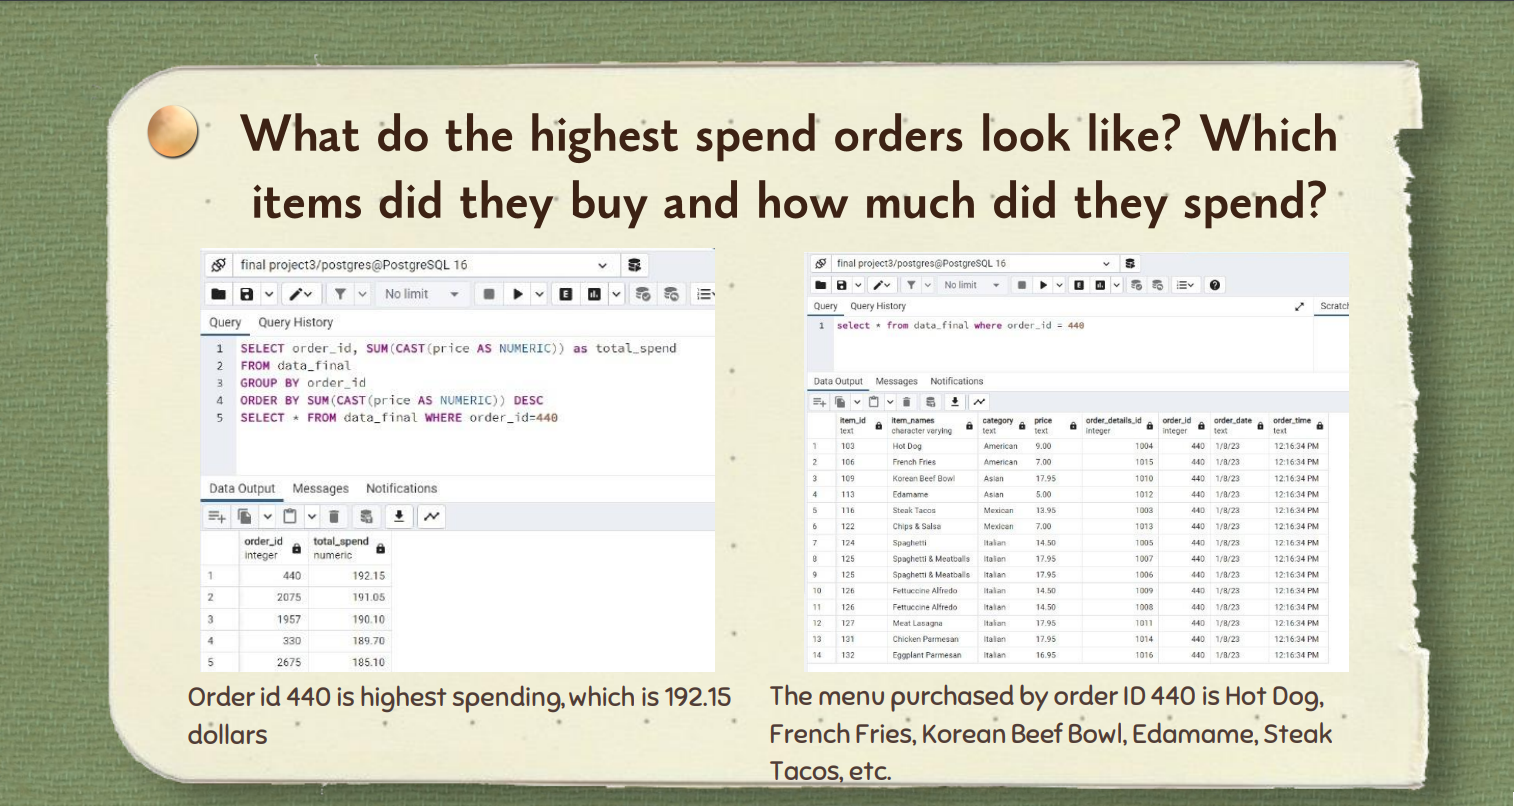 What do the highest spend orders look like? Which
items did they buy and how much did they spend?
final project3/postgres@PostgreSQL 16
No limit
Query Query History
1 SELECT order_id, SUM(CAST(price AS NUMERIC)) as total_spend
2 FROM data_final
3 GROUP BY order_id
4 ORDER BY SUM(CAST(price AS NUMERIC)) DESC
5 SELECT * FROM data_final WHERE order_id=440
Data Output Messages Notifications
order_id total_spend
integer numeric
1 440 192.15
2 2075 191.05
3 1957 190.10
4 330 189.70
5 2675 185.10
Order id 440 is highest spending, which is 192.15
dollars
final project3/postgres@PostgreSQL 16
No limit
Query Query History Scratch
1 select * from data_final where order_id = 440
Data Output Messages Notifications
item_id item_names category price order_details_id order_id order_date order_time
text character varying text text integer integer text text
1 103 Hot Dog American 9.00 1004 440 1/8/23 12:16:34 PM
2 106 French Fries American 7.00 1015 440 1/8/23 12:16:34 PM
3 109 Korean Beef Bowl Asian 17.95 1010 440 1/8/23 12:16:34 PM
4 113 Edamame Asian 5.00 1012 440 1/8/23 12:16:34 PM
5 116 Steak Tacos Mexican 13.95 1003 440 1/8/23 12:16:34 PM
6 122 Chips & Salsa Mexican 7.00 1013 440 1/8/23 12:16:34 PM
7 124 Spaghetti Italian 14.50 1005 440 1/8/23 12:16:34 PM
8 125 Spaghetti & Meatballs Italian 17.95 1007 440 1/8/23 12:16:34 PM
9 125 Spaghetti & Meatballs Italian 17.95 1006 440 1/8/23 12:16:34 PM
10 126 Fettuccine Alfredo Italian 14.50 1009 440 1/8/23 12:16:34 PM
11 126 Fettuccine Alfredo Italian 14.50 1008 440 1/8/23 12:16:34 PM
12 127 Meat Lasagna Italian 17.95 1011 440 1/8/23 12:16:34 PM
13 131 Chicken Parmesan Italian 17.95 1014 440 1/8/23 12:16:34 PM
14 132 Eggplant Parmesan Italian 16.95 1016 440 1/8/23 12:16:34 PM
The menu purchased by order ID 440 is Hot Dog,
French Fries, Korean Beef Bowl, Edamame, Steak
Tacos, etc.